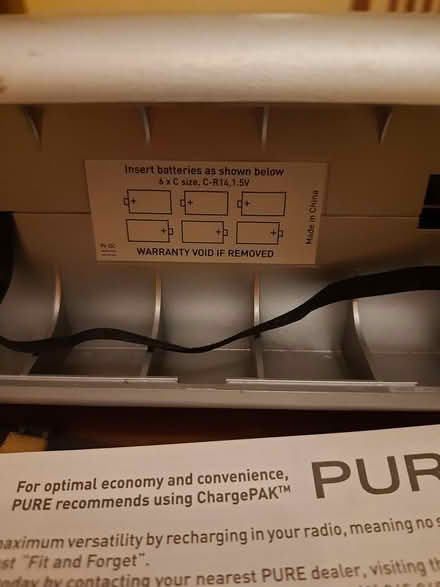 Insert batteries as shown below
6 x C size, C-R14,1.5V
+ + +
+ + +
Made in China
WARRANTY VOID IF REMOVED
For optimal economy and convenience,
PURE recommends using ChargePAK™
PUR
maximum versatility by recharging in your radio, meaning no
"Fit and Forget".
by contacting your nearest PURE dealer, visiting